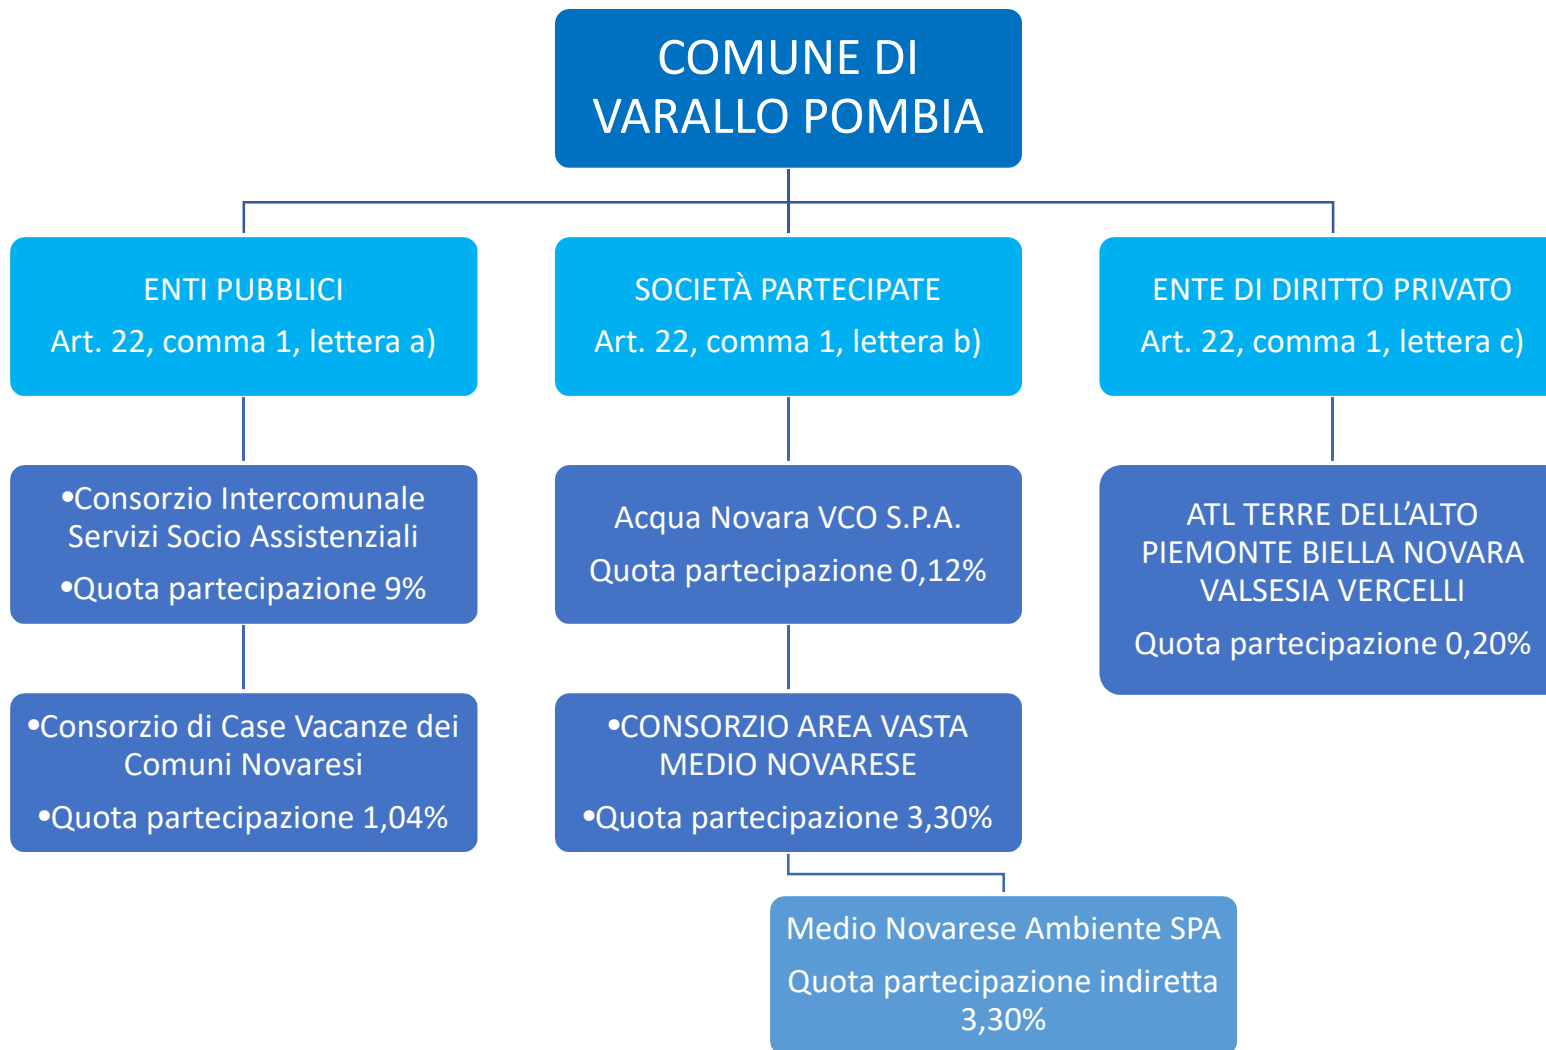 COMUNE DI
VARALLO POMBIA
ENTI PUBBLICI
Art. 22, comma 1, lettera a)
SOCIETÀ PARTECIPATE
Art. 22, comma 1, lettera b)
ENTE DI DIRITTO PRIVATO
Art. 22, comma 1, lettera c)
•Consorzio Intercomunale
Servizi Socio Assistenziali
•Quota partecipazione 9%
Acqua Novara VCO S.P.A.
Quota partecipazione 0,12%
ATL TERRE DELL’ALTO
PIEMONTE BIELLA NOVARA
VALSESIA VERCELLI
Quota partecipazione 0,20%
•Consorzio di Case Vacanze dei
Comuni Novaresi
•Quota partecipazione 1,04%
•CONSORZIO AREA VASTA
MEDIO NOVARESE
•Quota partecipazione 3,30%
Medio Novarese Ambiente SPA
Quota partecipazione indiretta
3,30%